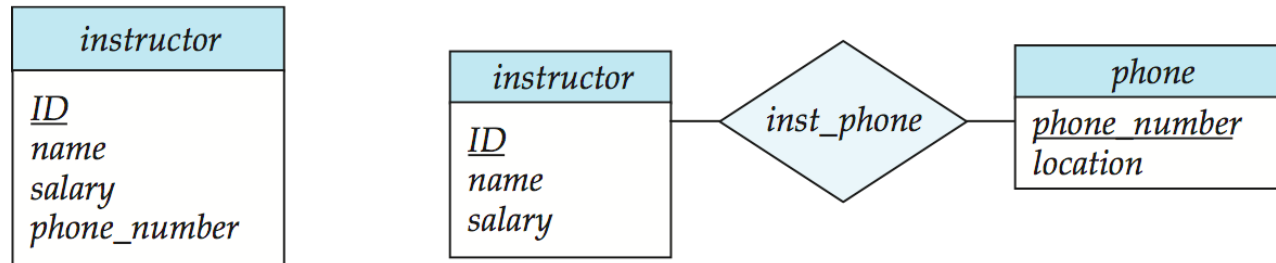 instructor
ID
name
salary
phone_number
instructor
ID
name
salary
inst_phone
phone
phone_number
location